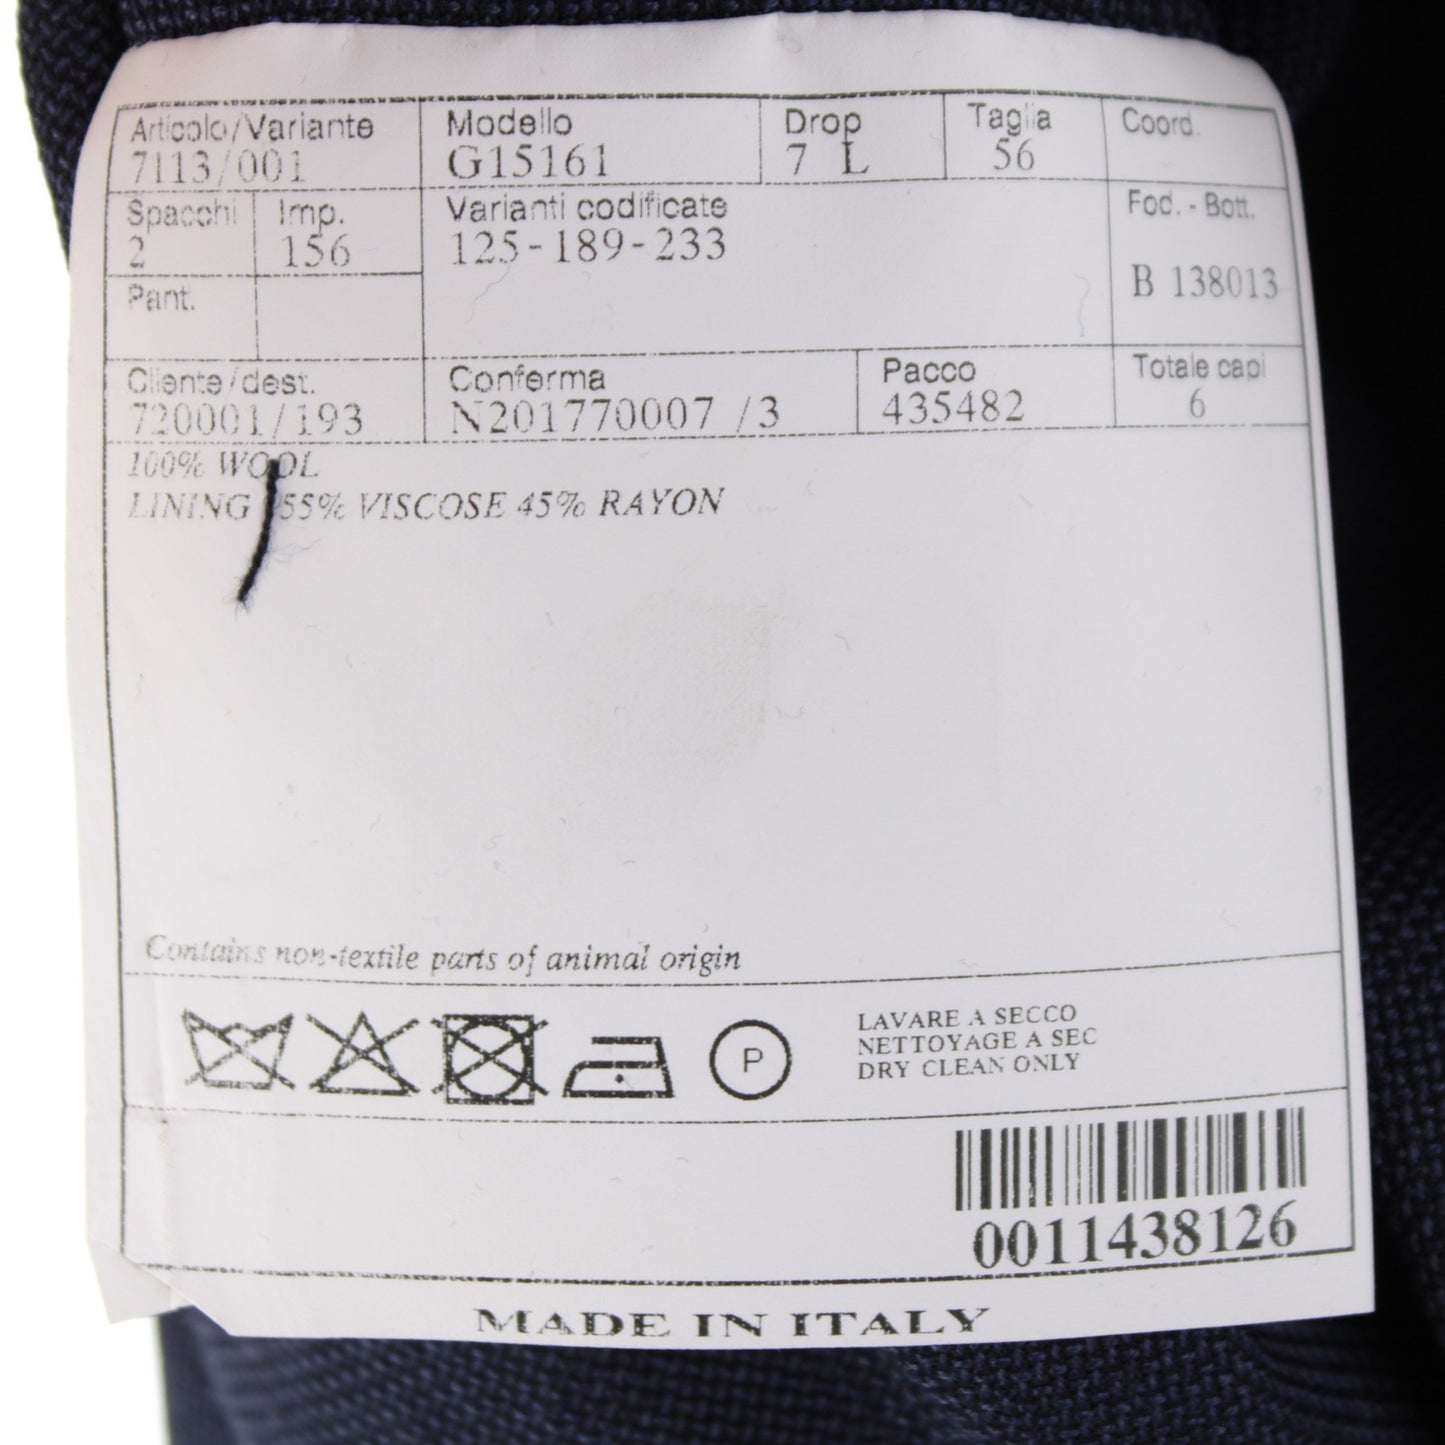 Articolo/Variante Modello Drop Taglia Coord.
7113/001 G15161 7 L 56
Spacchi Imp. Varianti codificate Fod. - Bott.
2 156 125-189-233
B 138013
Pant.
Cliente/dest. Conferma Pacco Totale capi
720001/193 N201770007 /3 435482 6
100% WOOL
LINING 55% VISCOSE 45% RAYON
Contains non-textile parts of animal origin
P
LAVARE A SECCO
NETTOYAGE A SEC
DRY CLEAN ONLY
0011438126
MADE IN ITALY